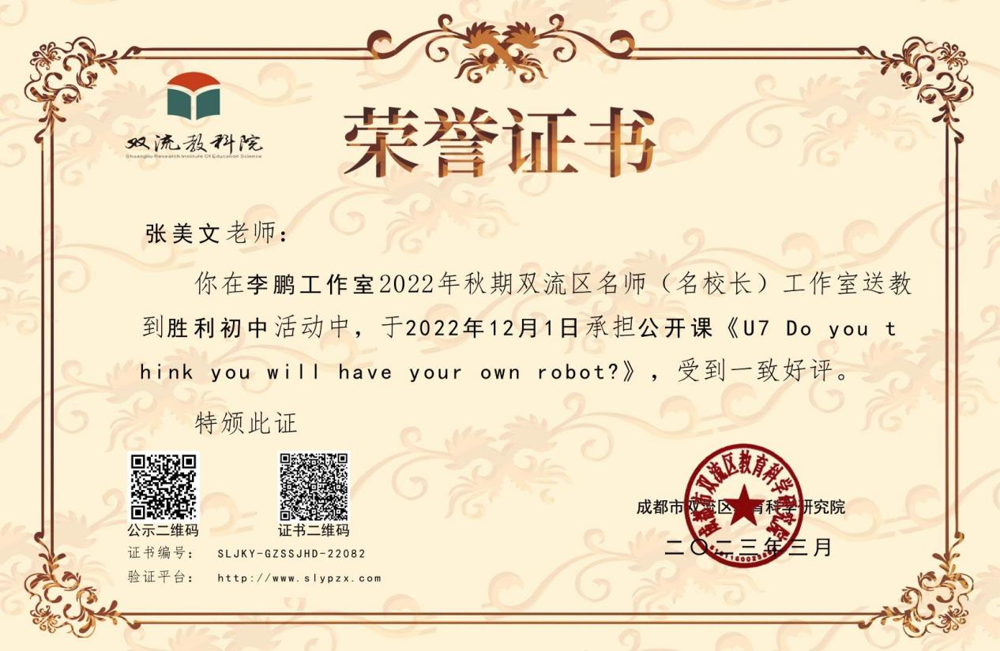 双流教科院
Shuangliu Research Institute Of Education Science
荣誉证书
张美文老师：
你在李鹏工作室2022年秋期双流区名师（名校长）工作室送教
到胜利初中活动中，于2022年12月1日承担公开课《U7 Do you t
hink you will have your own robot?》，受到一致好评。
特颁此证
公示二维码
证书二维码
证书编号： SLJKY-GZSSJHD-22082
验证平台： http://www.slypzx.com
成都市双流区教育科学研究院
成都市双流区教育科学研究院
二〇二三年三月